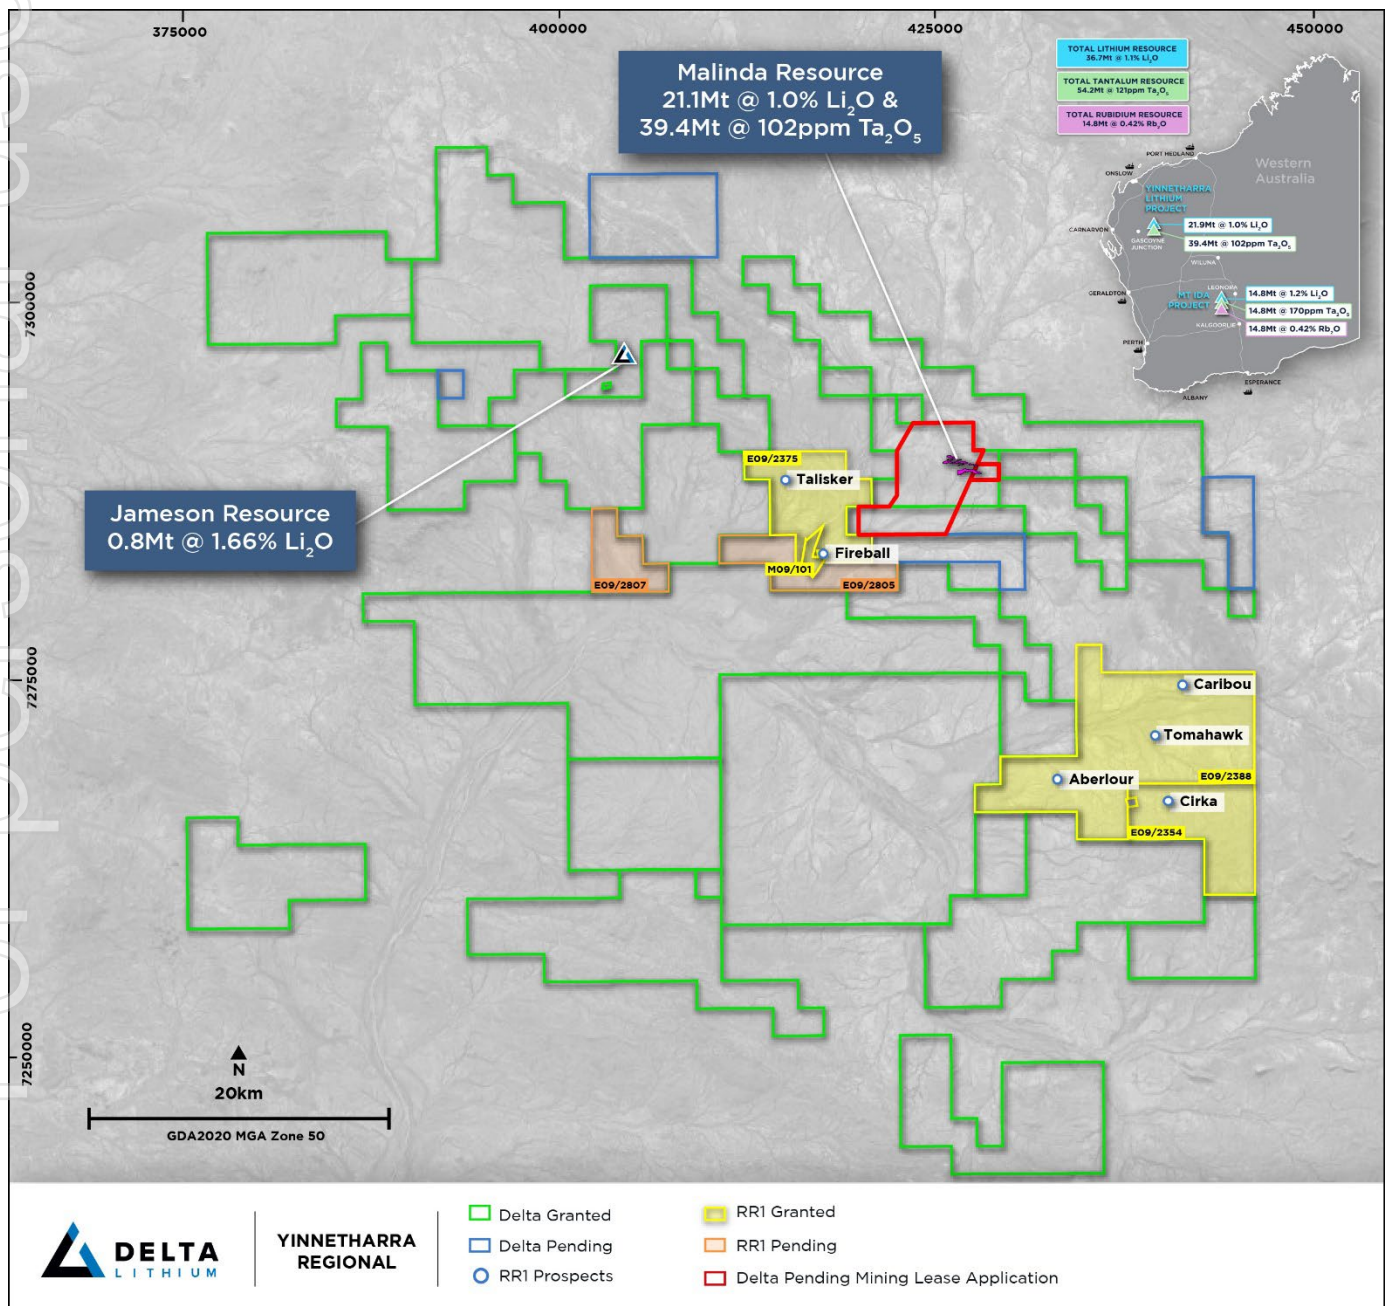 375000
400000
425000
450000
7300000
7275000
7250000
Malinda Resource
21.1Mt @ 1.0% Li₂O &
39.4Mt @ 102ppm Ta₂O₅
Jameson Resource
0.8Mt @ 1.66% Li₂O
TOTAL LITHIUM RESOURCE
36.7Mt @ 1.1% Li₂O
TOTAL TANTALUM RESOURCE
54.2Mt @ 121ppm Ta₂O₅
TOTAL RUBIDIUM RESOURCE
14.8Mt @ 0.42% Rb₂O
Western
Australia
PORT HEDLAND
ONSLOW
YINNETHARRA
LITHIUM
PROJECT
21.9Mt @ 1.0% Li₂O
39.4Mt @ 102ppm Ta₂O₅
CARNARVON
GASCOYNE
JUNCTION
WILUNA
GERALDTON
LEONORA
MT IDA
PROJECT
14.8Mt @ 1.2% Li₂O
14.8Mt @ 170ppm Ta₂O₅
14.8Mt @ 0.42% Rb₂O
KALGOORLIE
PERTH
ESPERANCE
ALBANY
E09/2375
Talisker
Fireball
M09/101
E09/2805
E09/2807
Caribou
Tomahawk
E09/2388
Aberlour
Cirka
E09/2354
N
20km
GDA2020 MGA Zone 50
DELTA
LITHIUM
YINNETHARRA
REGIONAL
Delta Granted
Delta Pending
RR1 Prospects
RR1 Granted
RR1 Pending
Delta Pending Mining Lease Application